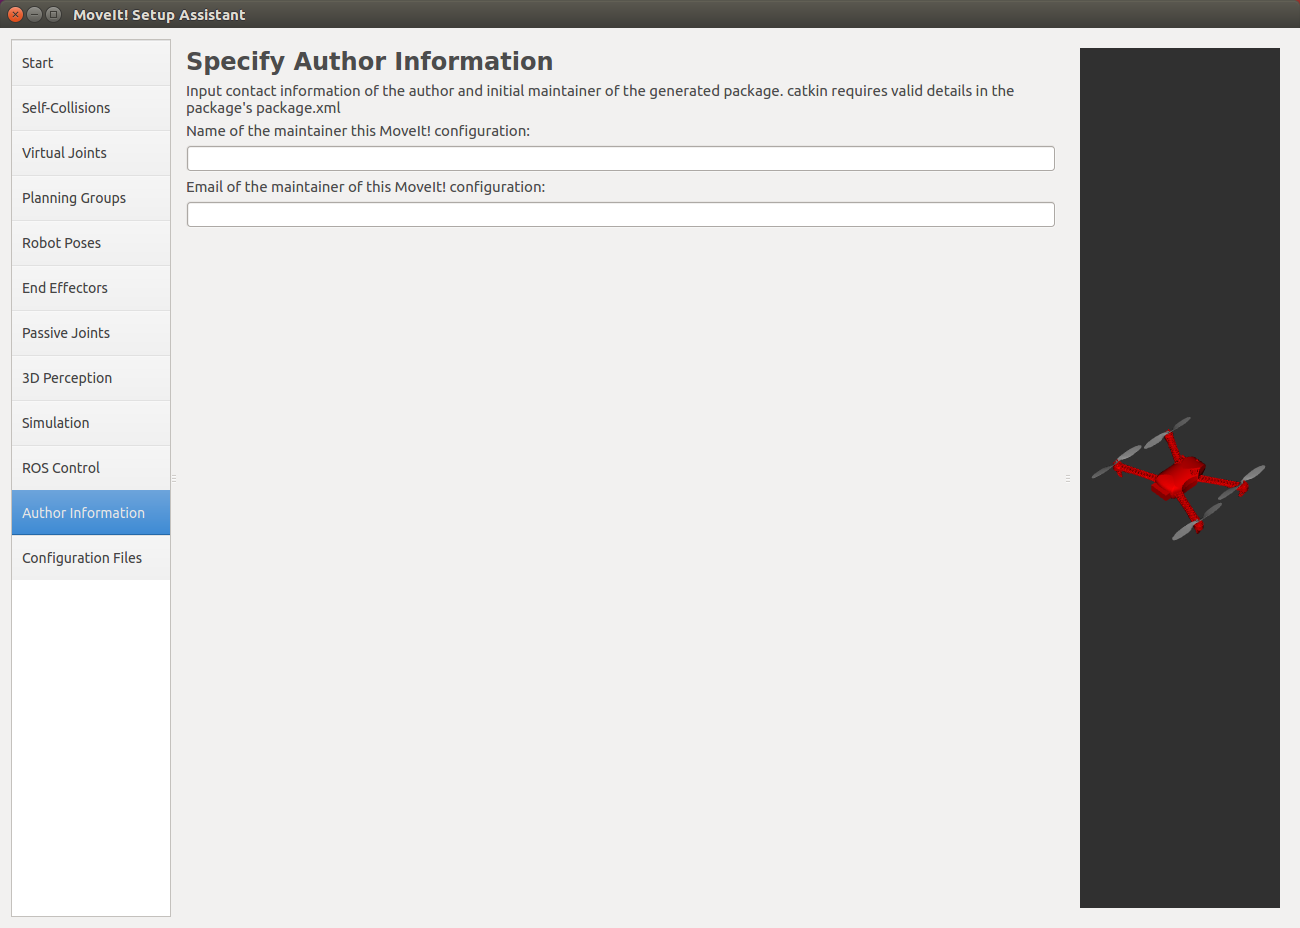 MoveIt! Setup Assistant
Start
Self-Collisions
Virtual Joints
Planning Groups
Robot Poses
End Effectors
Passive Joints
3D Perception
Simulation
ROS Control
Author Information
Configuration Files
Specify Author Information
Input contact information of the author and initial maintainer of the generated package. catkin requires valid details in the
package's package.xml
Name of the maintainer this MoveIt! configuration:
Email of the maintainer of this MoveIt! configuration: